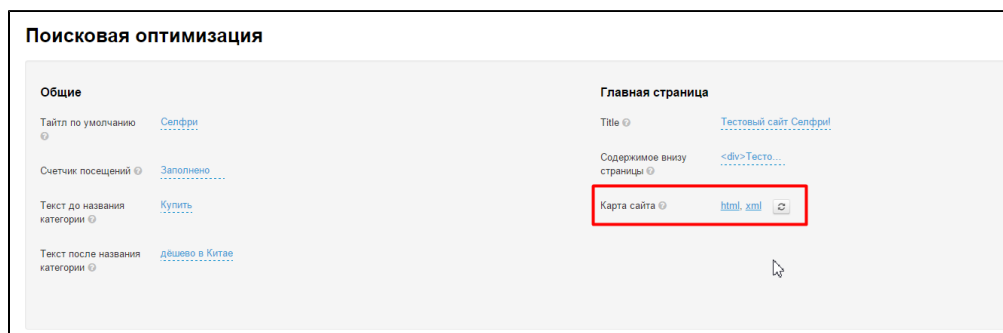 Поисковая оптимизация
Общие
Тайтл по умолчанию Селфри
Счетчик посещений Заполнено
Текст до названия Купить
категории
Текст после названия дёшево в Китае
категории
Главная страница
Title Тестовый сайт Селфри!
Содержимое внизу <div>Тесто...
страницы
Карта сайта html, xml